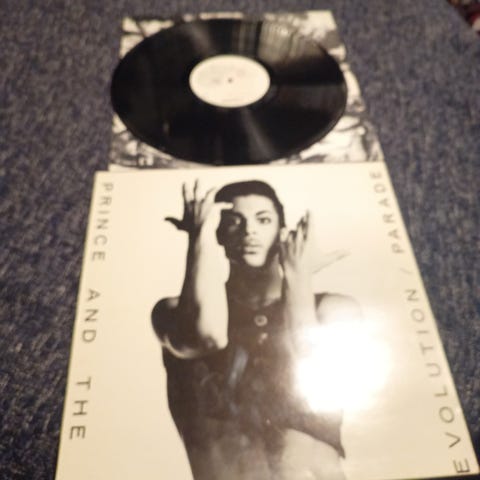 PRINCE AND THE
EVOLUTION / PARADE